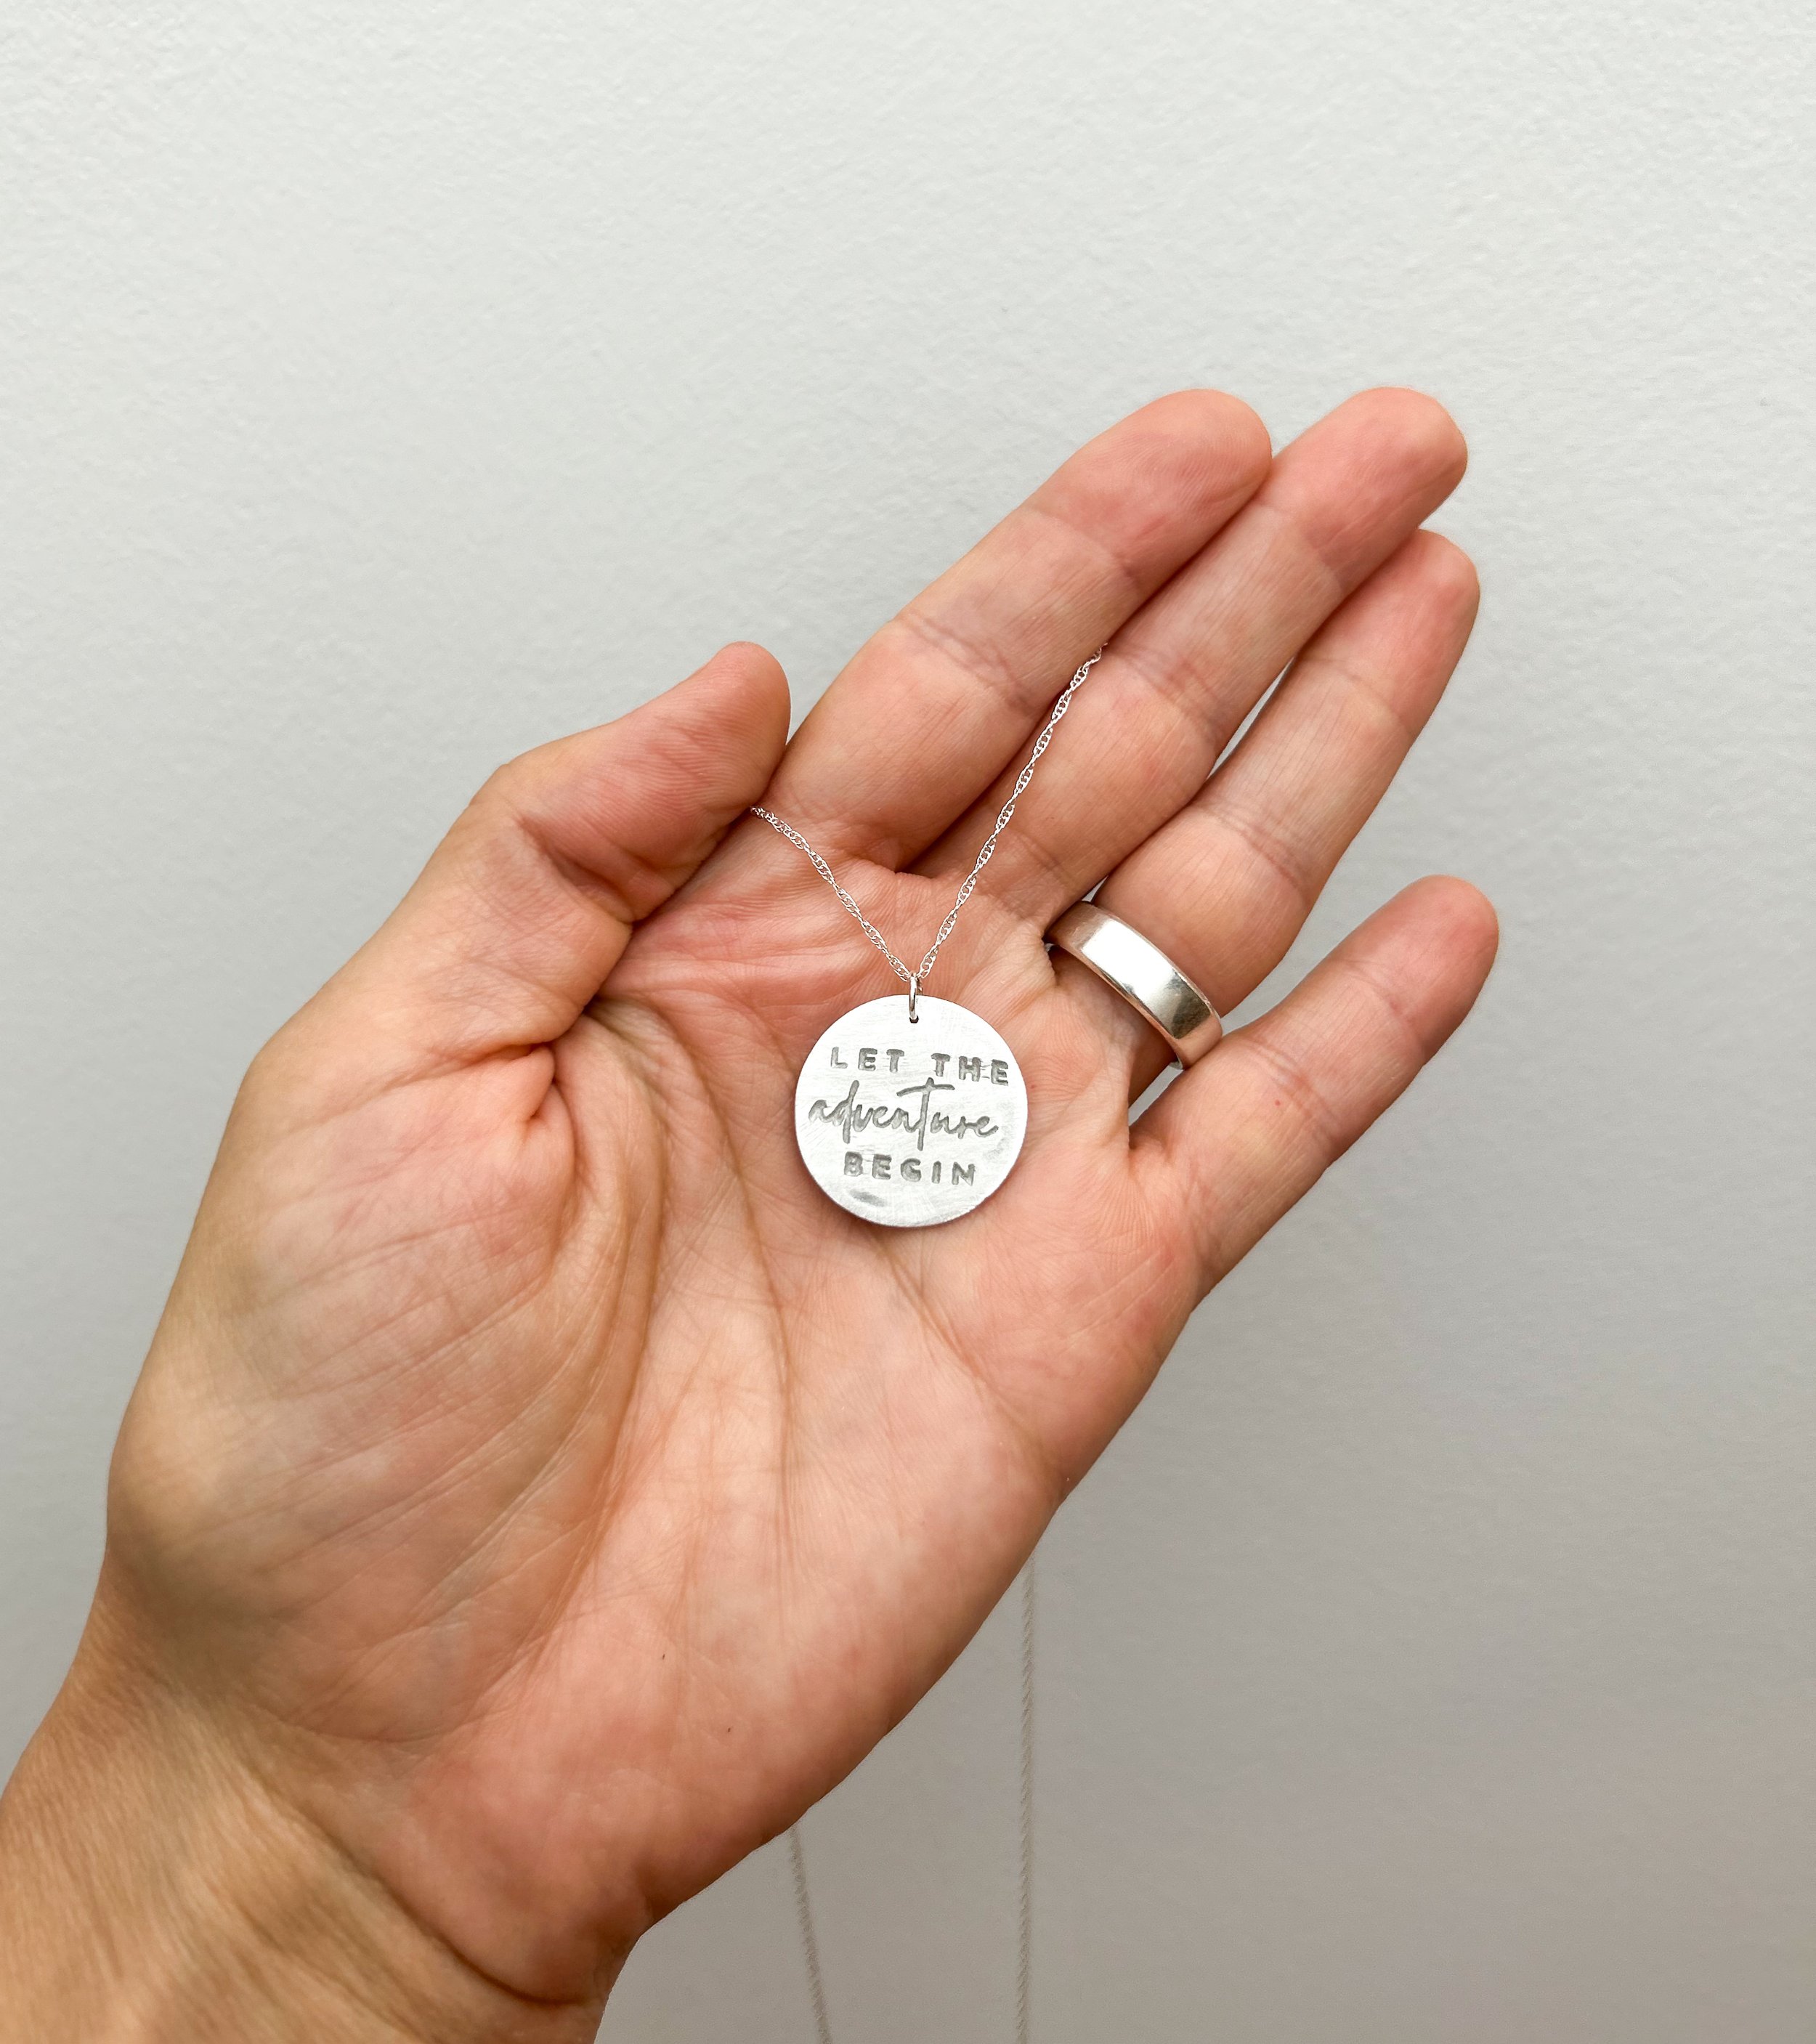 LET THE
adventure
BEGIN